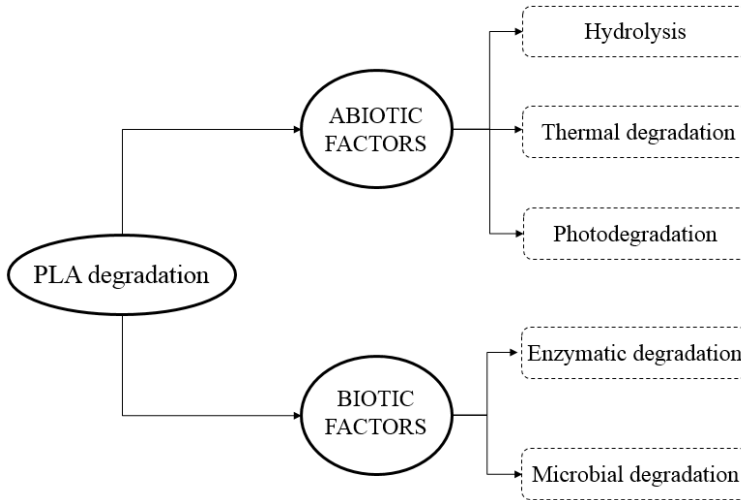 Hydrolysis
ABIOTIC
FACTORS
Thermal degradation
Photodegradation
PLA degradation
Enzymatic degradation
BIOTIC
FACTORS
Microbial degradation